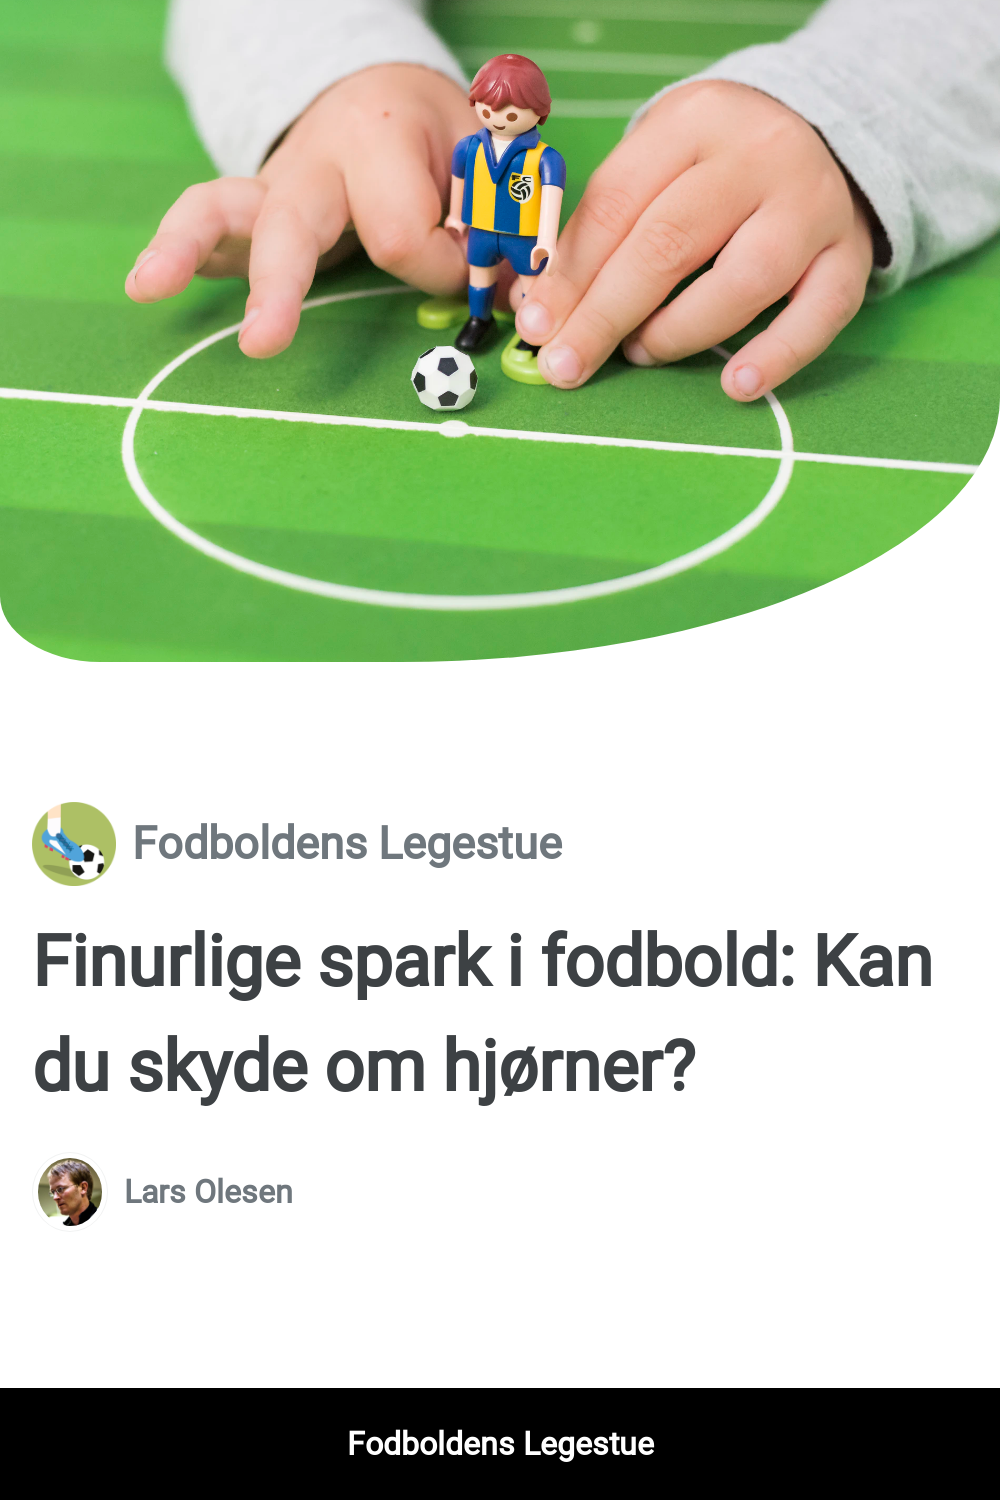 Fodboldens Legestue
Finurlige spark i fodbold: Kan
du skyde om hjørner?
Lars Olesen
Fodboldens Legestue